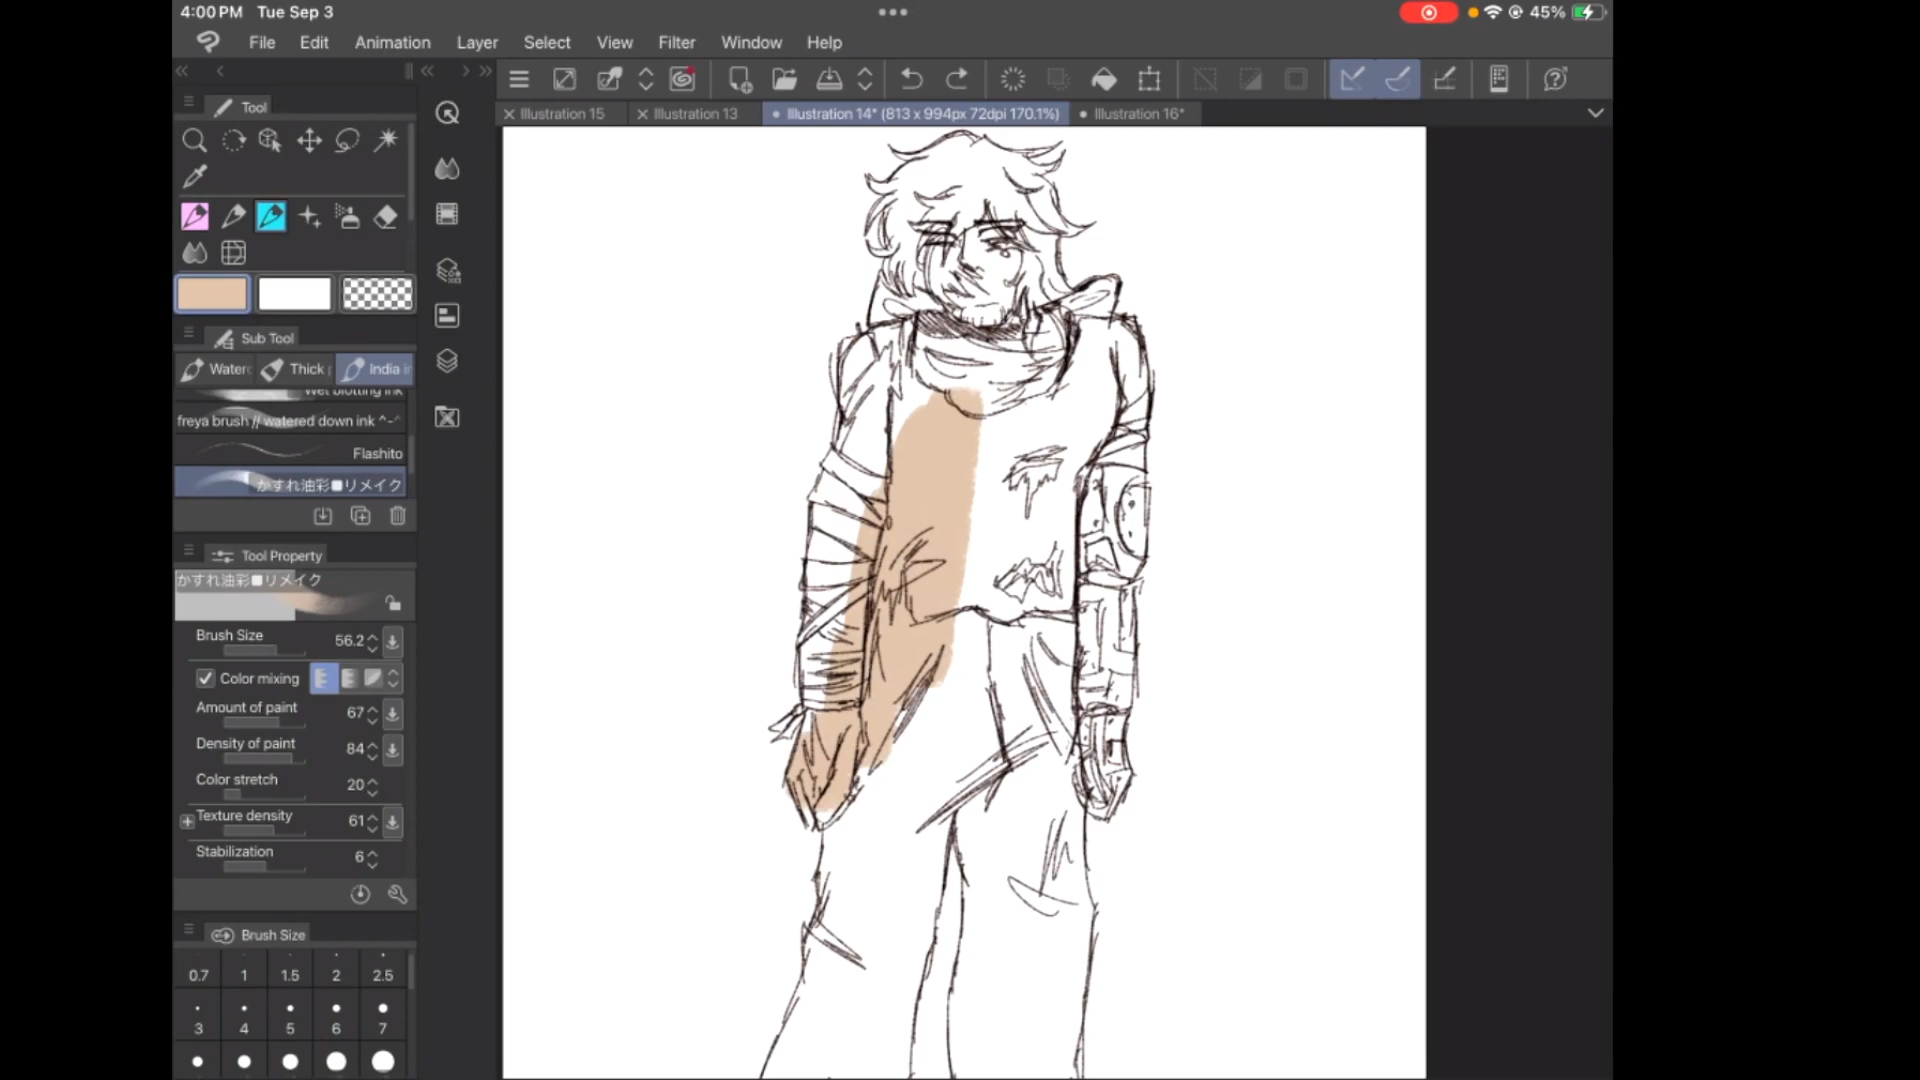 4:00 PM Tue Sep 3
45%
File Edit Animation Layer Select View Filter Window Help
Illustration 15 Illustration 13 Illustration 14* (813 x 994px 72dpi 170.1%) Illustration 16*
Tool
Sub Tool
Water Thick India in
Wet blotting ink
freya brush // watered down ink ^-^
Flashito
かすれ油彩■リメイク
Tool Property
かすれ油彩■リメイク
Brush Size 56.2
Color mixing
Amount of paint 67
Density of paint 84
Color stretch 20
Texture density 61
Stabilization 6
Brush Size
0.7 1 1.5 2 2.5
3 4 5 6 7